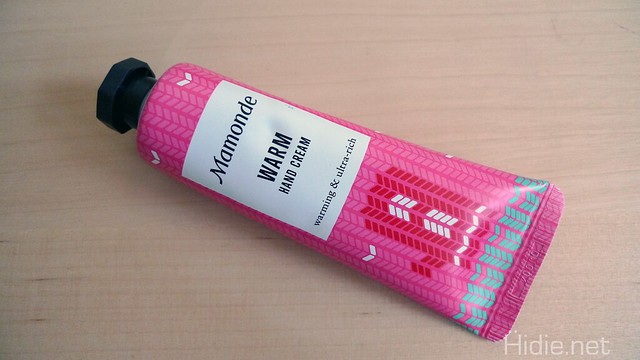 Mamonde
WARM
HAND CREAM
warming & ultra-rich
Hidie.net